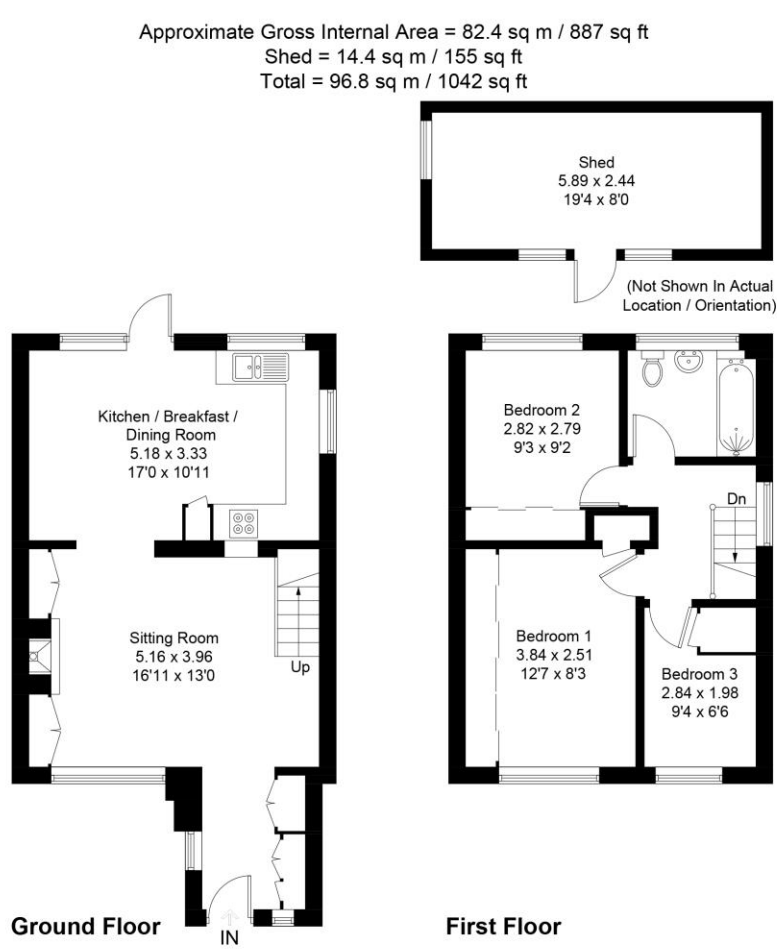 Approximate Gross Internal Area = 82.4 sq m / 887 sq ft
Shed = 14.4 sq m / 155 sq ft
Total = 96.8 sq m / 1042 sq ft
Shed
5.89 x 2.44
19'4 x 8'0
(Not Shown In Actual
Location / Orientation)
Kitchen / Breakfast /
Dining Room
5.18 x 3.33
17'0 x 10'11
Sitting Room
5.16 x 3.96
16'11 x 13'0
Up
IN
Ground Floor
Bedroom 2
2.82 x 2.79
9'3 x 9'2
Dn
Bedroom 1
3.84 x 2.51
12'7 x 8'3
Bedroom 3
2.84 x 1.98
9'4 x 6'6
First Floor